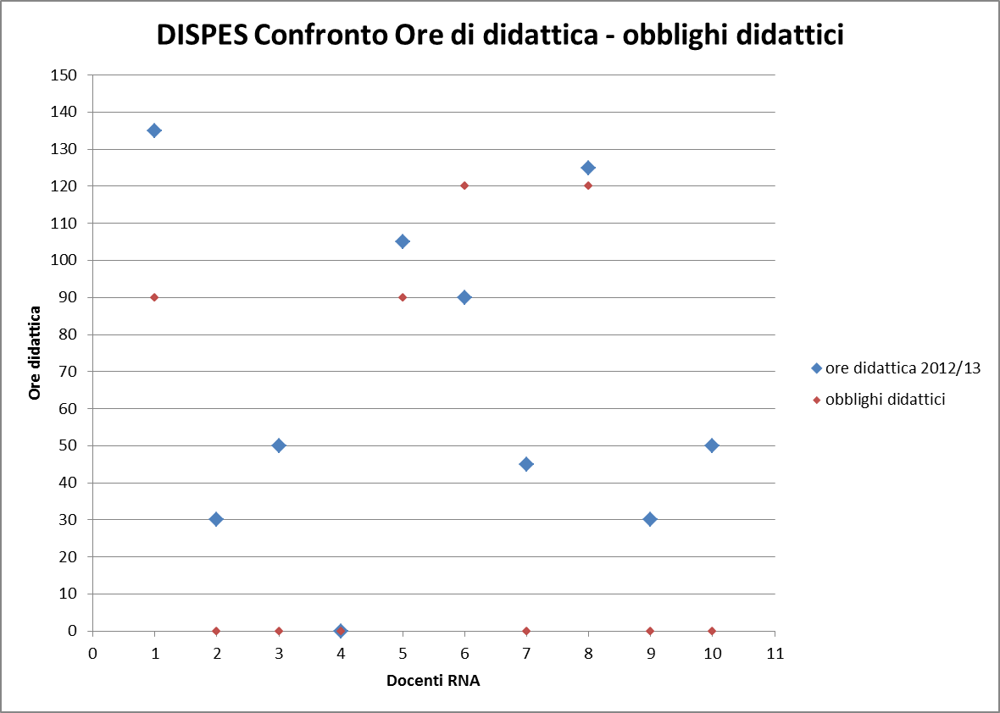 DISPES Confronto Ore di didattica - obblighi didattici
150
140
130
120
110
100
90
80
70
60
50
40
30
20
10
0
Ore didattica
0 1 2 3 4 5 6 7 8 9 10 11
Docenti RNA
ore didattica 2012/13
obblighi didattici